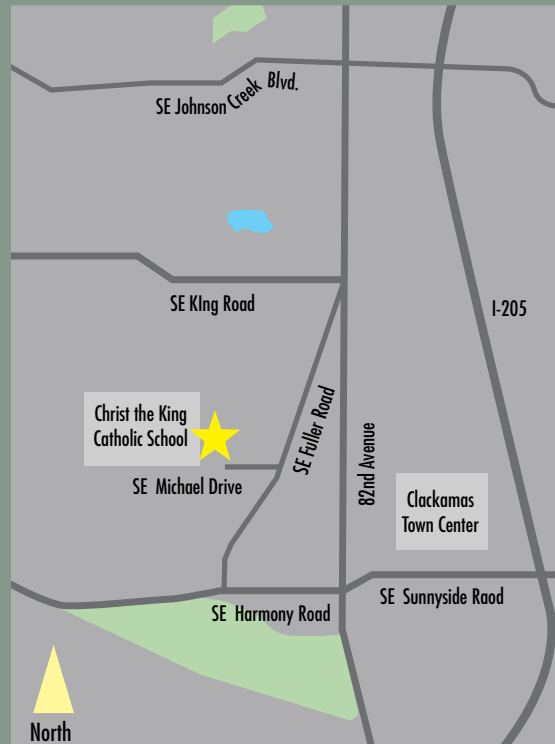 SE Johnson Creek Blvd.
SE KIng Road
I-205
Christ the King
Catholic School
SE Fuller Road
82nd Avenue
SE Michael Drive
Clackamas
Town Center
SE Sunnyside Raod
SE Harmony Road
North